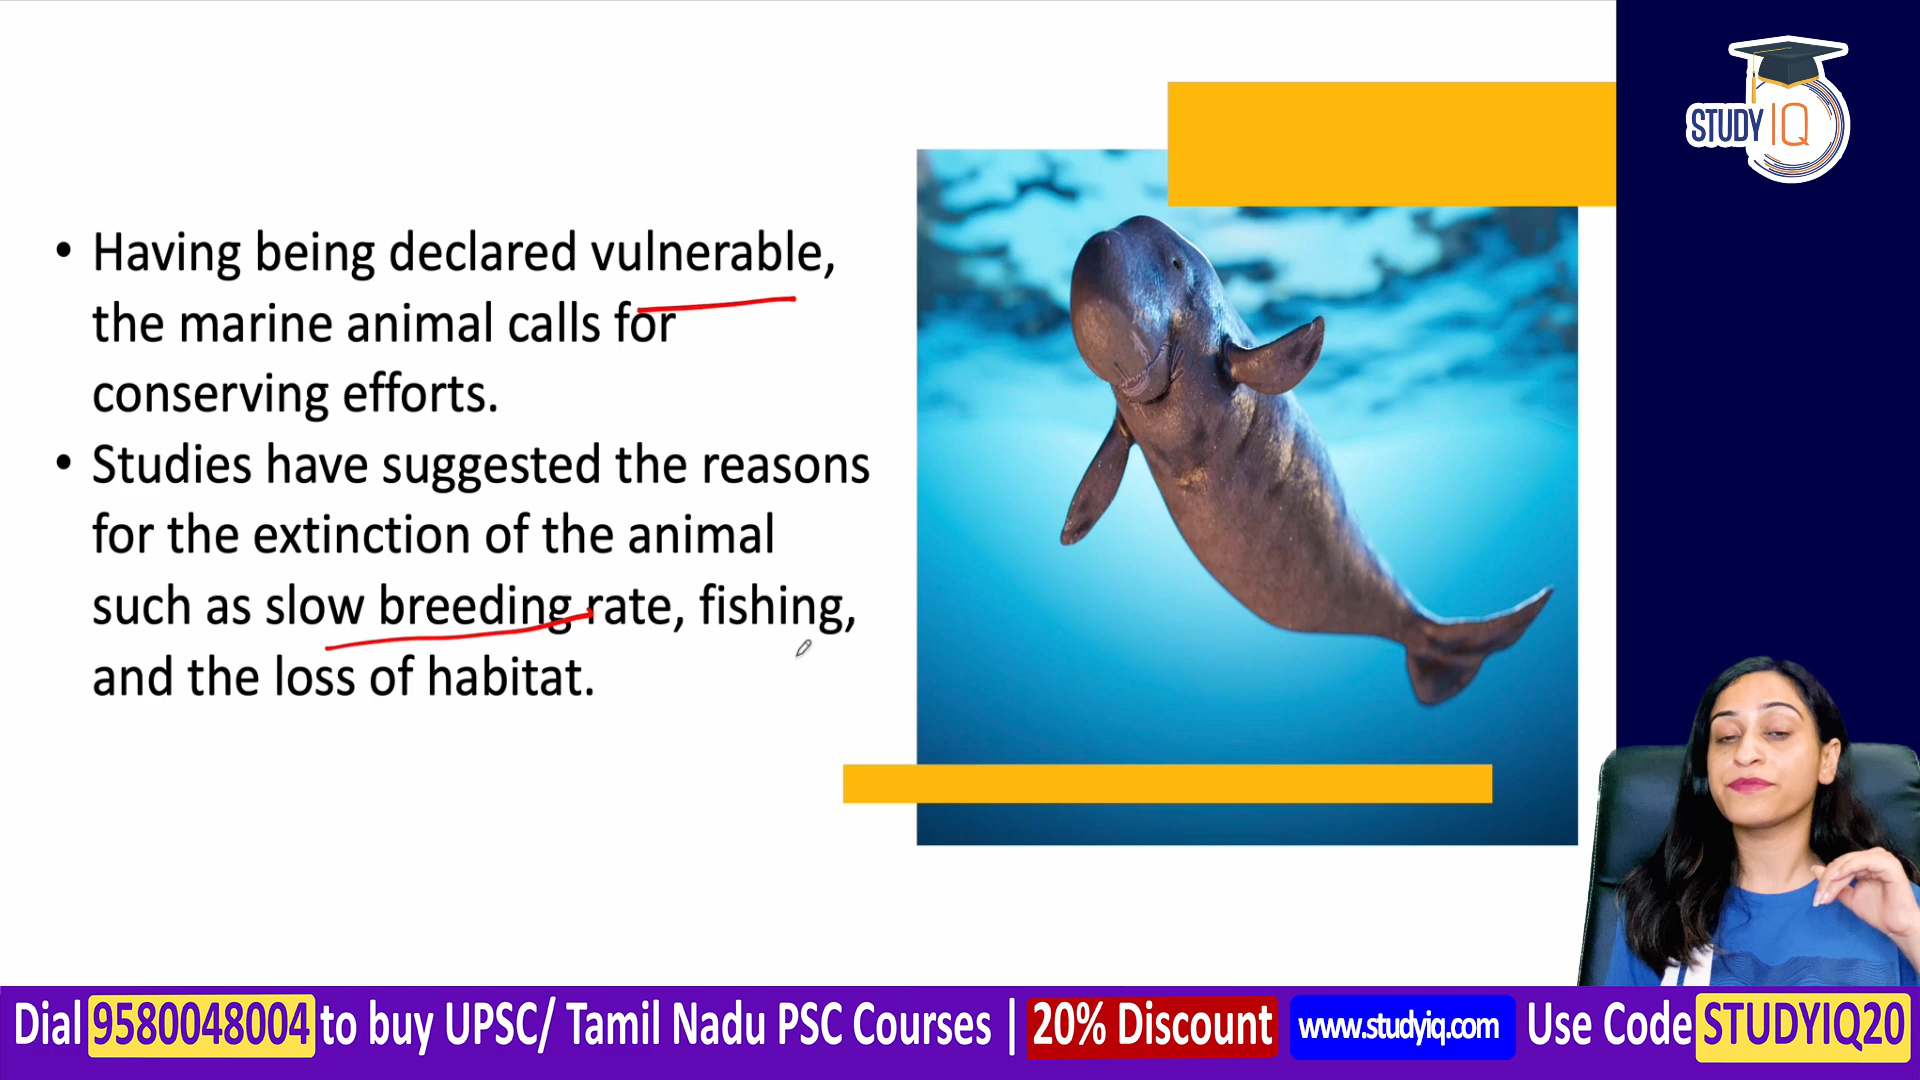 STUDY IQ
• Having being declared vulnerable,
the marine animal calls for
conserving efforts.
• Studies have suggested the reasons
for the extinction of the animal
such as slow breeding rate, fishing,
and the loss of habitat.
Dial 9580048004 to buy UPSC/ Tamil Nadu PSC Courses | 20% Discount www.studyiq.com Use Code STUDYIQ20